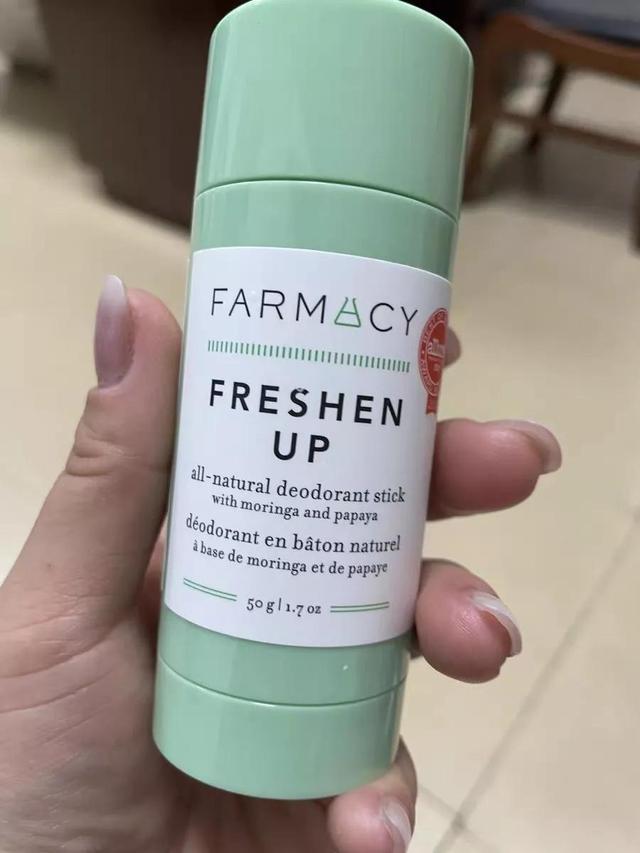 FARMACY
FRESHEN
UP
all-natural deodorant stick
with moringa and papaya
déodorant en bâton naturel
à base de moringa et de papaye
50 g | 1.7 oz